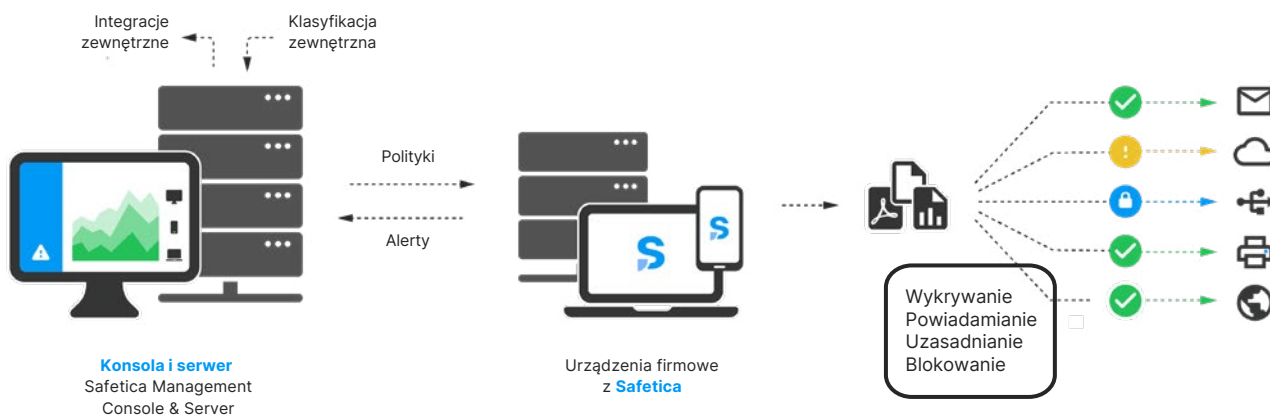 Integracje
zewnętrzne
Klasyfikacja
zewnętrzna
Polityki
Alerty
S
S
Wykrywanie
Powiadamianie
Uzasadnianie
Blokowanie
Konsola i serwer
Safetica Management
Console & Server
Urządzenia firmowe
z Safetica